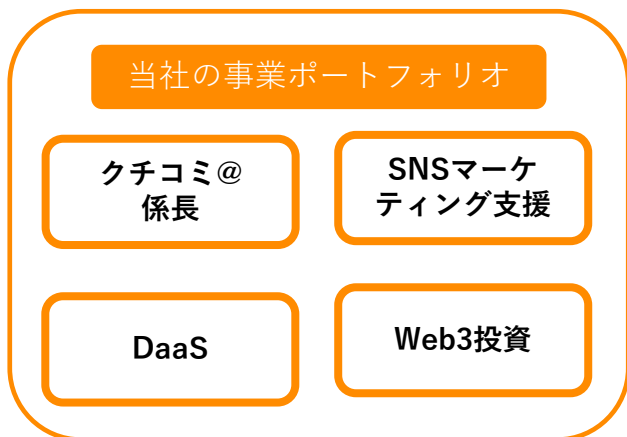 当社の事業ポートフォリオ
クチコミ@
係長
SNSマーケ
ティング支援
DaaS
Web3投資